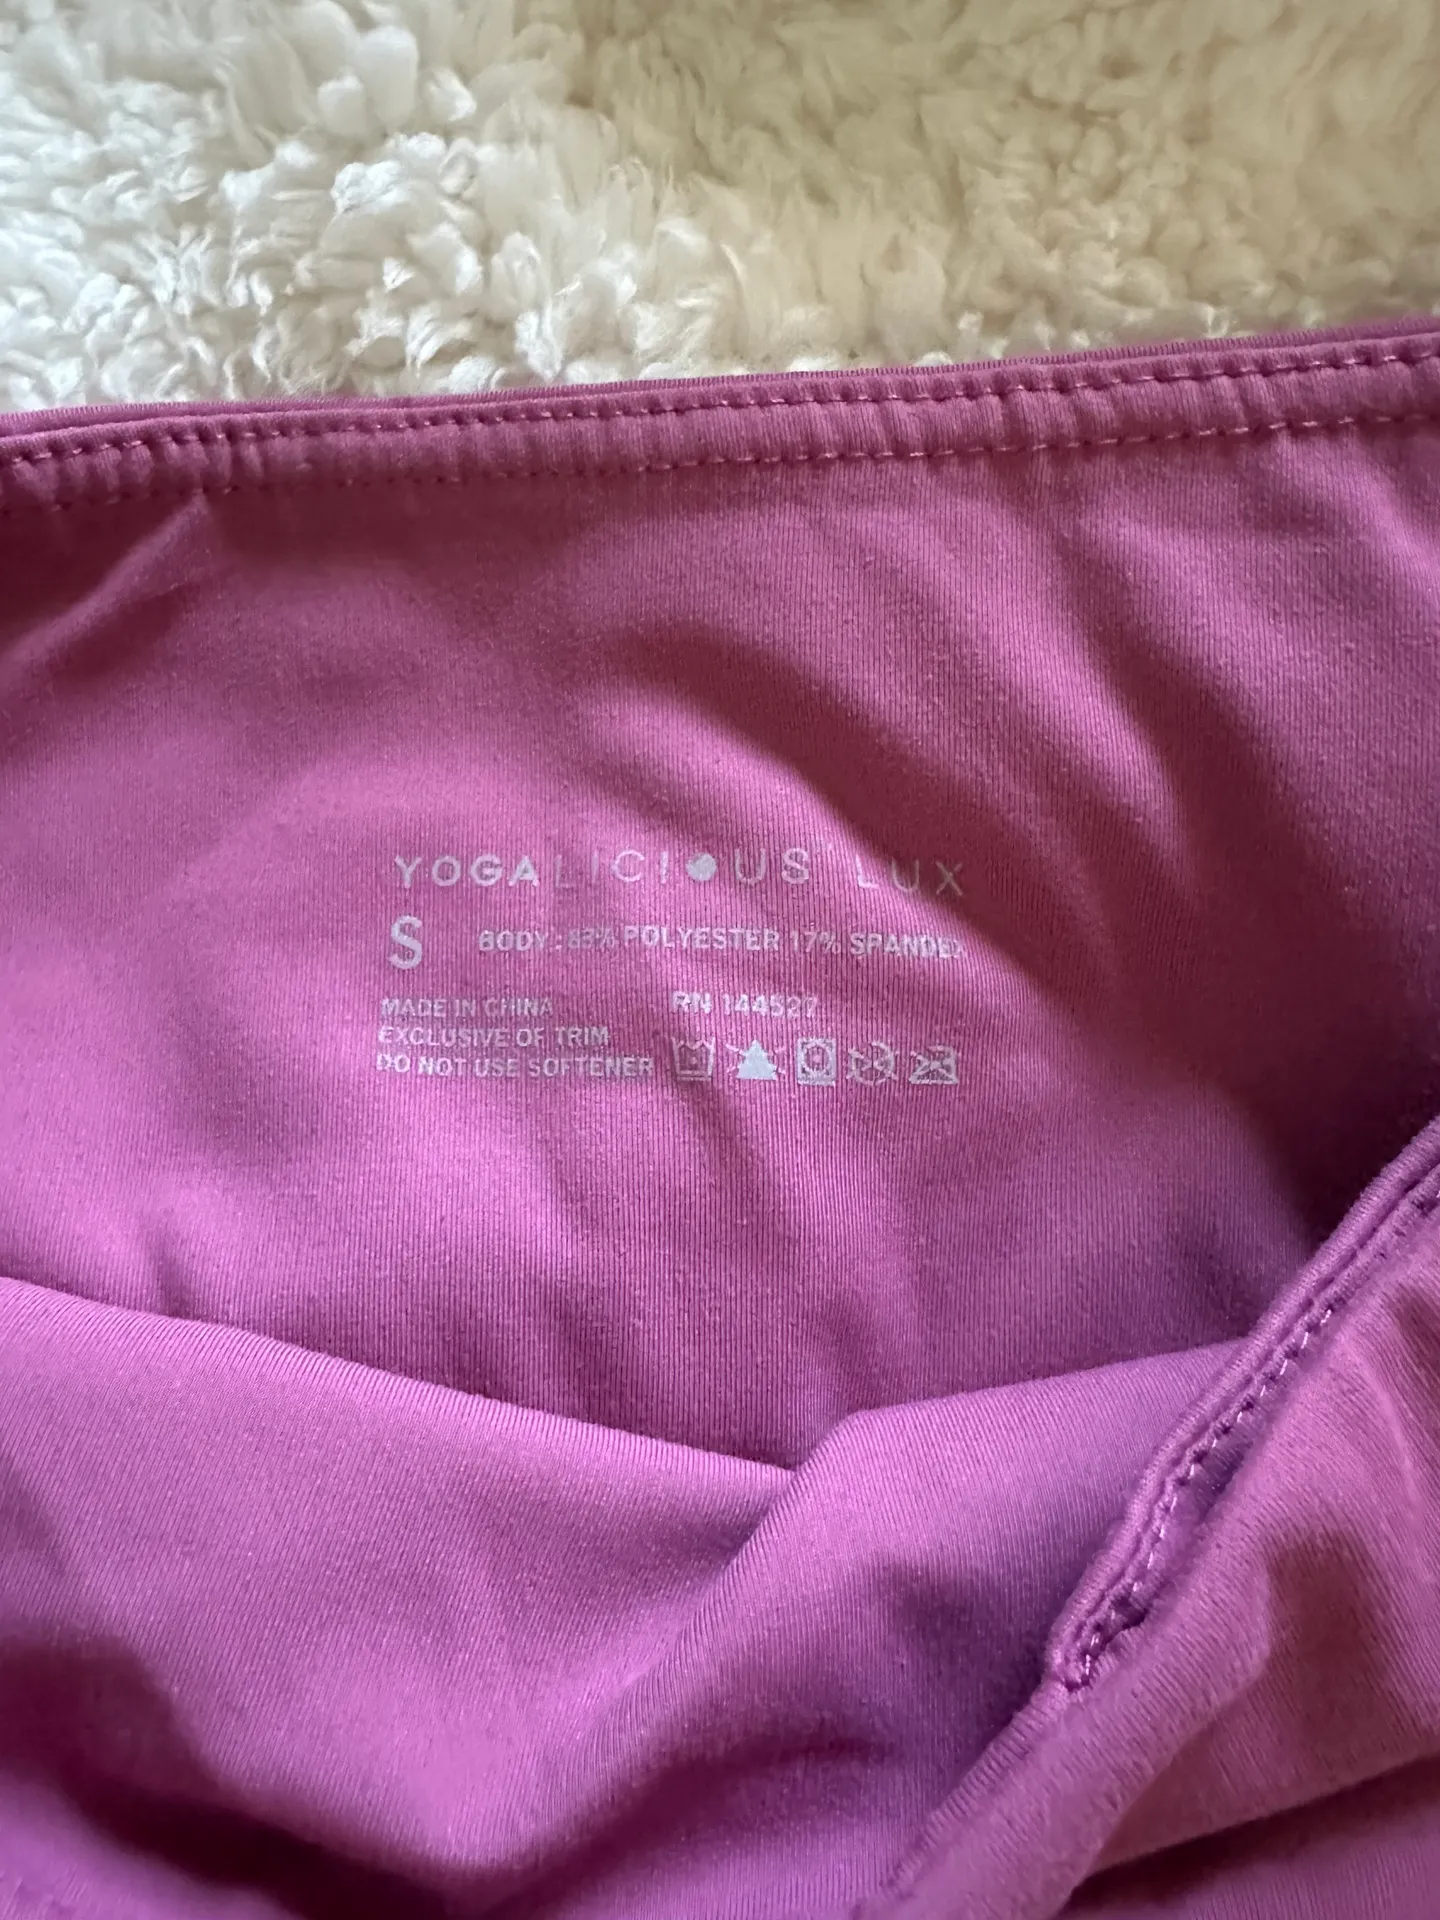 YOGALICIOUS LUX
S BODY: 83% POLYESTER 17% SPANDEX
MADE IN CHINA RN 144527
EXCLUSIVE OF TRIM
DO NOT USE SOFTENER